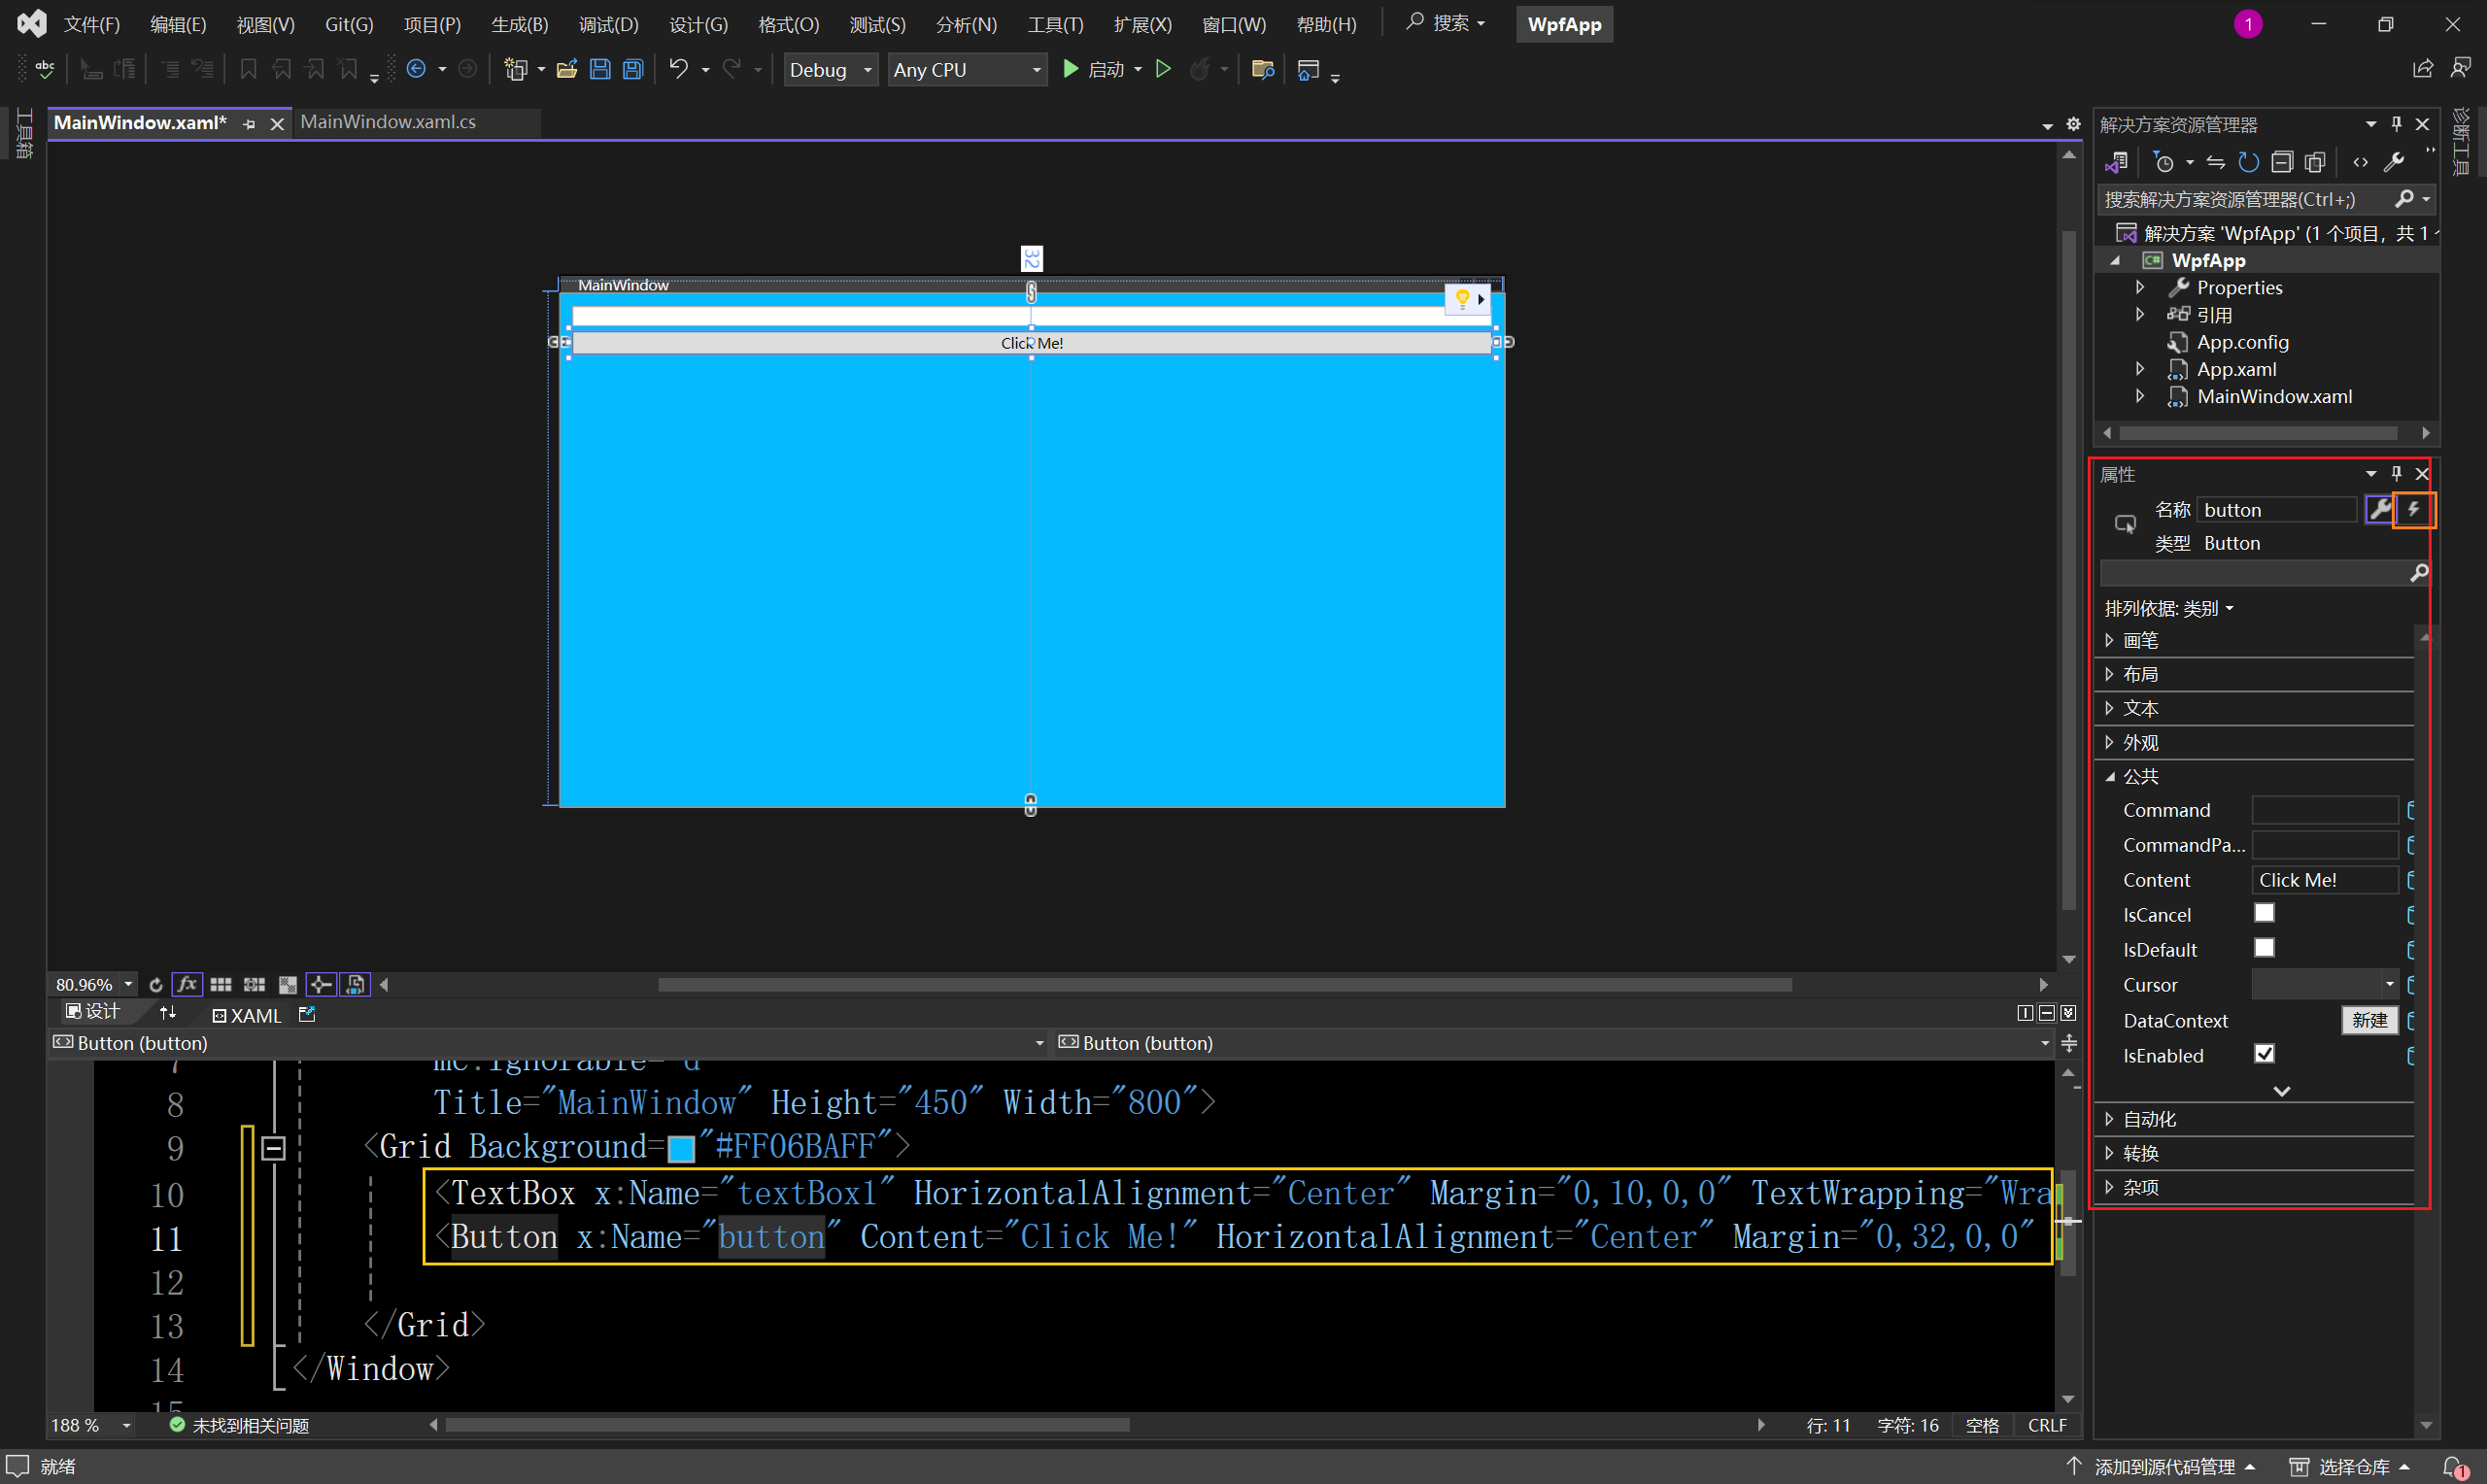 文件(F) 编辑(E) 视图(V) Git(G) 项目(P) 生成(B) 调试(D) 设计(G) 格式(O) 测试(S) 分析(N) 工具(T) 扩展(X) 窗口(W) 帮助(H) 搜索 WpfApp 1
abc Debug Any CPU 启动
工具箱
MainWindow.xaml* MainWindow.xaml.cs
32
MainWindow
Click Me!
80.96% fx
设计 XAML
Button (button) Button (button)
7
8 Title="MainWindow" Height="450" Width="800">
9 <Grid Background="#FF06BAFF">
10 <TextBox x:Name="textBox1" HorizontalAlignment="Center" Margin="0,10,0,0" TextWrapping="Wra
11 <Button x:Name="button" Content="Click Me!" HorizontalAlignment="Center" Margin="0,32,0,0"
12
13 </Grid>
14 </Window>
15
188 % 未找到相关问题 行: 11 字符: 16 空格 CRLF
解决方案资源管理器
搜索解决方案资源管理器(Ctrl+;)
解决方案 'WpfApp' (1 个项目，共 1
C# WpfApp
Properties
引用
App.config
App.xaml
MainWindow.xaml
属性
名称 button
类型 Button
排列依据: 类别
画笔
布局
文本
外观
公共
Command
CommandPa...
Content Click Me!
IsCancel
IsDefault
Cursor
DataContext 新建
IsEnabled
自动化
转换
杂项
诊断工具
就绪 添加到源代码管理 选择仓库 1